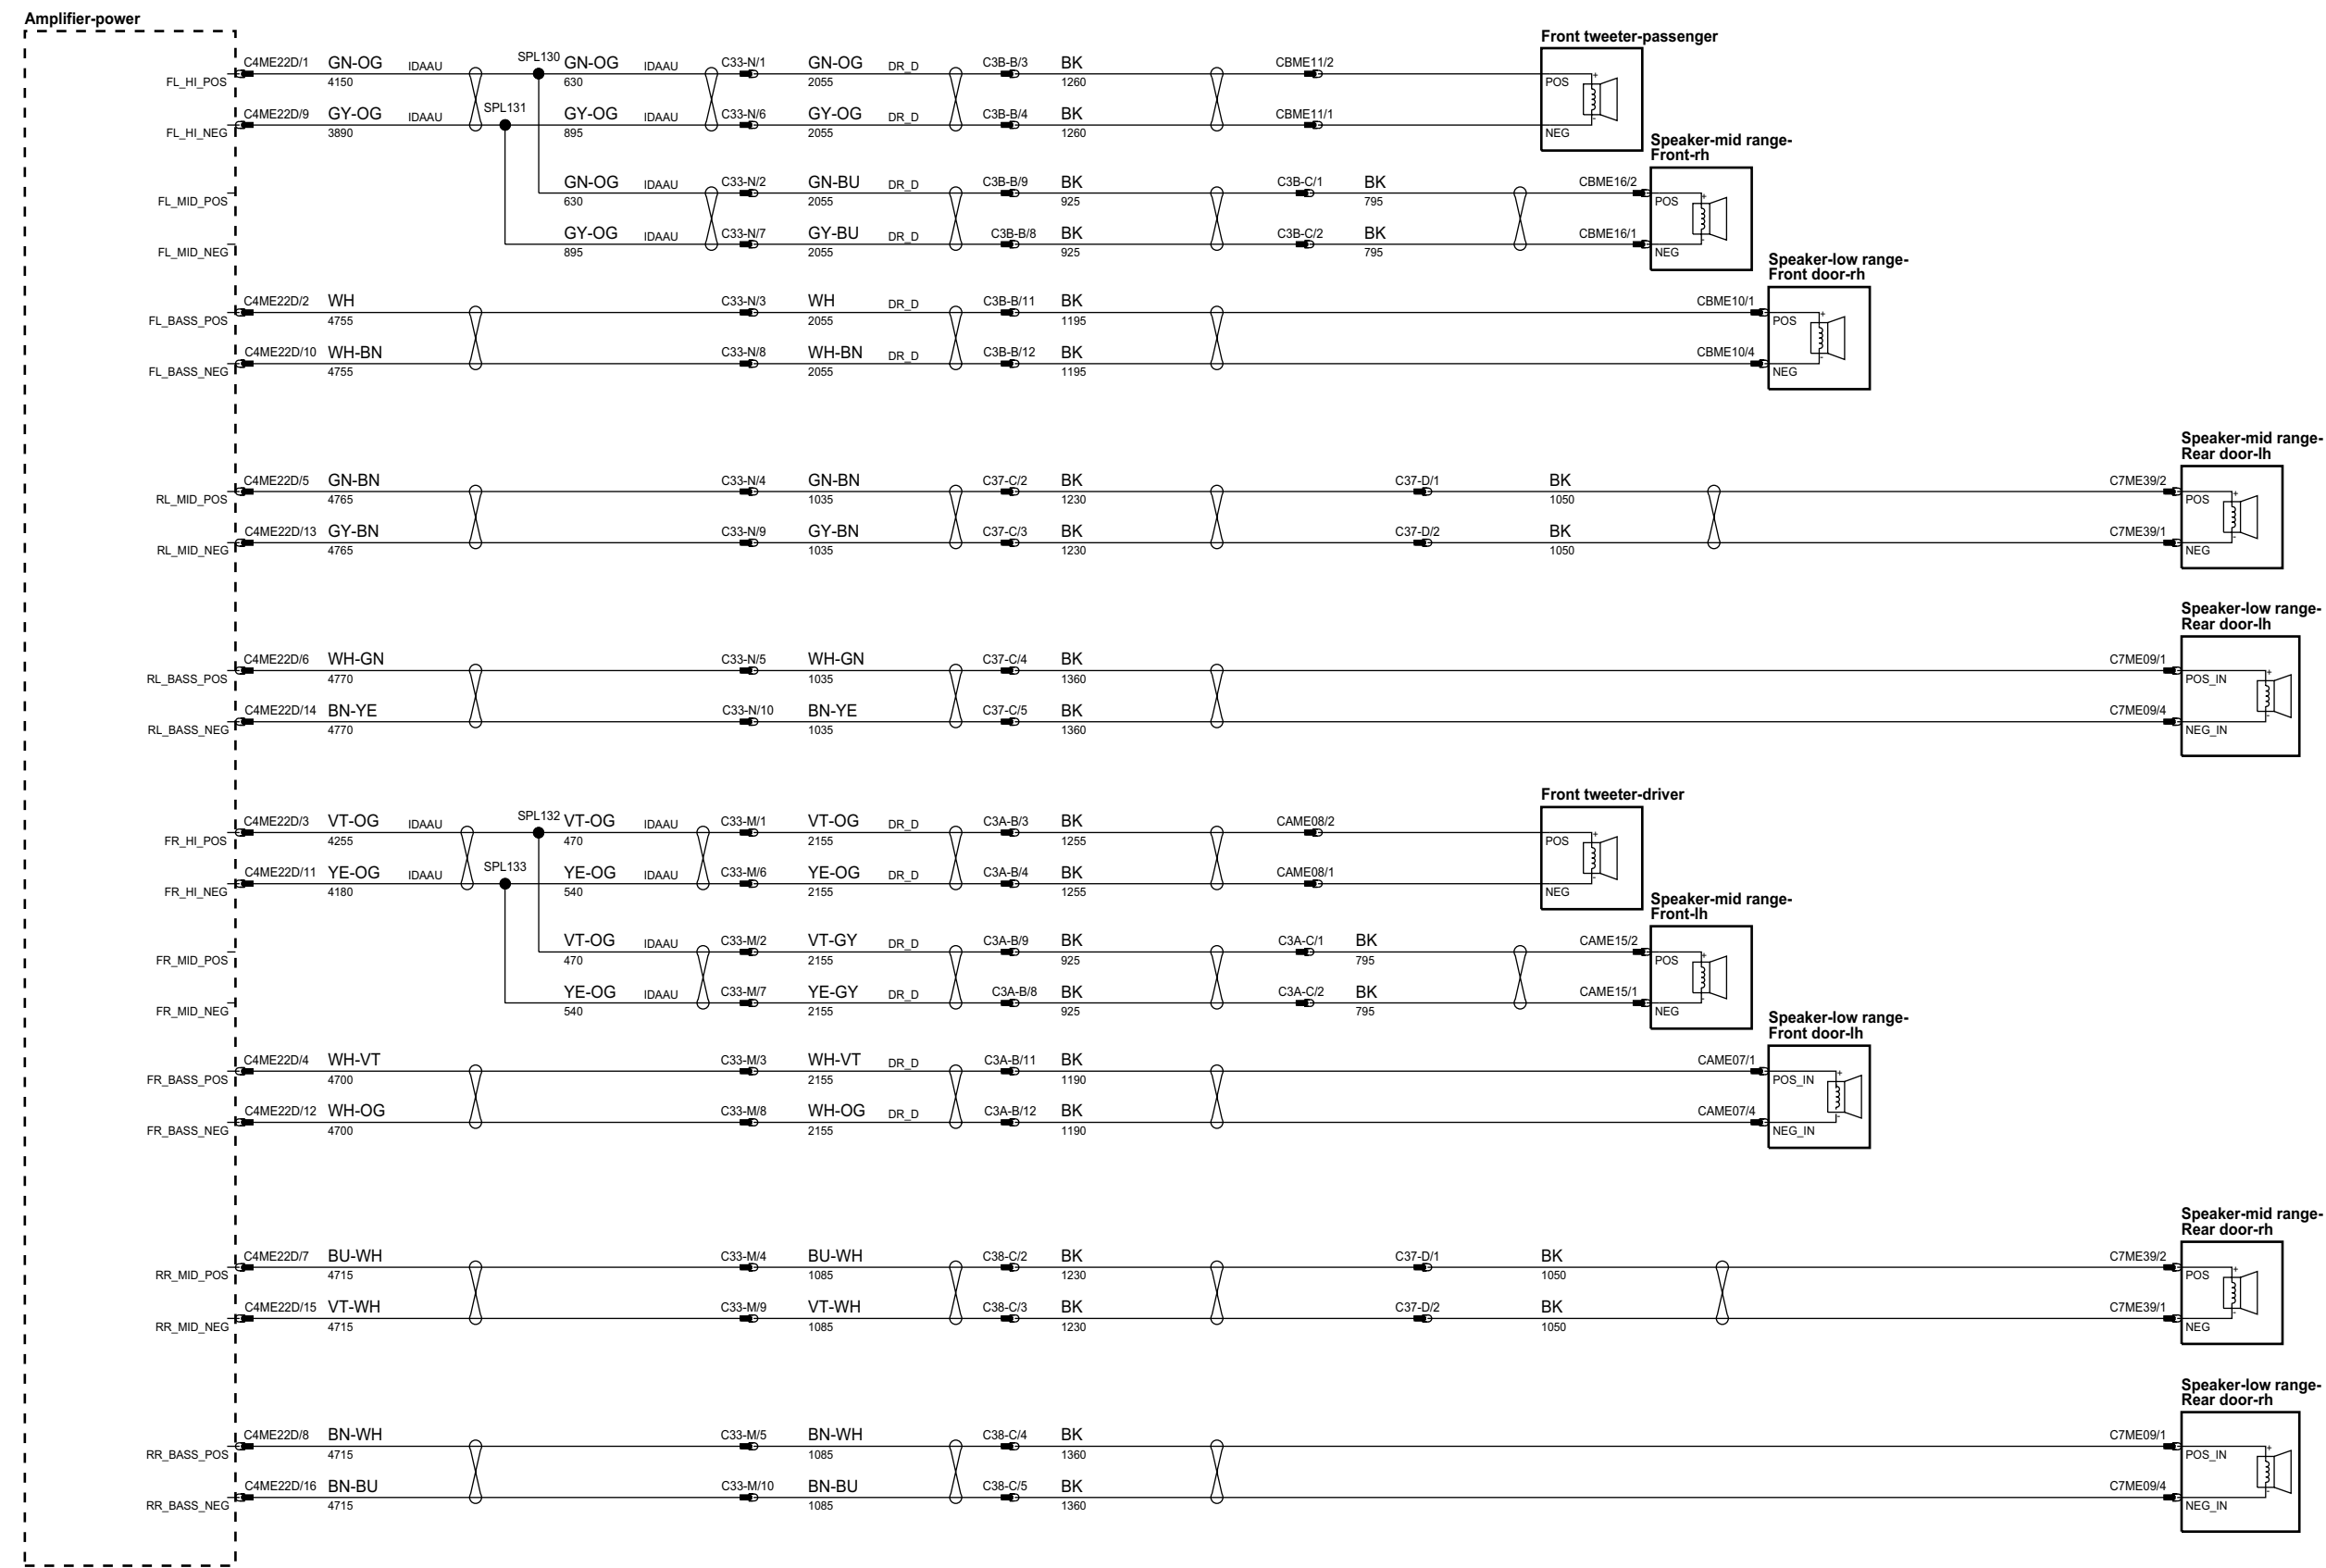 Amplifier-power
Front tweeter-passenger
C4ME22D/1 GN-OG IDAAU SPL130 GN-OG IDAAU C33-N/1 GN-OG DR_D C3B-B/3 BK CBME11/2
FL_HI_POS 4150 630 2055 1260 POS + -
C4ME22D/9 GY-OG IDAAU SPL131 GY-OG IDAAU C33-N/6 GY-OG DR_D C3B-B/4 BK CBME11/1
FL_HI_NEG 3890 895 2055 1260 NEG
Speaker-mid range-
Front-rh
GN-OG IDAAU C33-N/2 GN-BU DR_D C3B-B/9 BK C3B-C/1 BK CBME16/2
FL_MID_POS 630 2055 925 795 POS + -
GY-OG IDAAU C33-N/7 GY-BU DR_D C3B-B/8 BK C3B-C/2 BK CBME16/1
FL_MID_NEG 895 2055 925 795 NEG
Speaker-low range-
Front door-rh
C4ME22D/2 WH C33-N/3 WH DR_D C3B-B/11 BK CBME10/1
FL_BASS_POS 4755 2055 1195 POS + -
C4ME22D/10 WH-BN C33-N/8 WH-BN DR_D C3B-B/12 BK CBME10/4
FL_BASS_NEG 4755 2055 1195 NEG
Speaker-mid range-
Rear door-lh
C4ME22D/5 GN-BN C33-N/4 GN-BN C37-C/2 BK C37-D/1 BK C7ME39/2
RL_MID_POS 4765 1035 1230 1050 POS + -
C4ME22D/13 GY-BN C33-N/9 GY-BN C37-C/3 BK C37-D/2 BK C7ME39/1
RL_MID_NEG 4765 1035 1230 1050 NEG
Speaker-low range-
Rear door-lh
C4ME22D/6 WH-GN C33-N/5 WH-GN C37-C/4 BK C7ME09/1
RL_BASS_POS 4770 1035 1360 POS_IN + -
C4ME22D/14 BN-YE C33-N/10 BN-YE C37-C/5 BK C7ME09/4
RL_BASS_NEG 4770 1035 1360 NEG_IN
Front tweeter-driver
C4ME22D/3 VT-OG IDAAU SPL132 VT-OG IDAAU C33-M/1 VT-OG DR_D C3A-B/3 BK CAME08/2
FR_HI_POS 4255 470 2155 1255 POS + -
C4ME22D/11 YE-OG IDAAU SPL133 YE-OG IDAAU C33-M/6 YE-OG DR_D C3A-B/4 BK CAME08/1
FR_HI_NEG 4180 540 2155 1255 NEG
Speaker-mid range-
Front-lh
VT-OG IDAAU C33-M/2 VT-GY DR_D C3A-B/9 BK C3A-C/1 BK CAME15/2
FR_MID_POS 470 2155 925 795 POS + -
YE-OG IDAAU C33-M/7 YE-GY DR_D C3A-B/8 BK C3A-C/2 BK CAME15/1
FR_MID_NEG 540 2155 925 795 NEG
Speaker-low range-
Front door-lh
C4ME22D/4 WH-VT C33-M/3 WH-VT DR_D C3A-B/11 BK CAME07/1
FR_BASS_POS 4700 2155 1190 POS_IN + -
C4ME22D/12 WH-OG C33-M/8 WH-OG DR_D C3A-B/12 BK CAME07/4
FR_BASS_NEG 4700 2155 1190 NEG_IN
Speaker-mid range-
Rear door-rh
C4ME22D/7 BU-WH C33-M/4 BU-WH C38-C/2 BK C37-D/1 BK C7ME39/2
RR_MID_POS 4715 1085 1230 1050 POS + -
C4ME22D/15 VT-WH C33-M/9 VT-WH C38-C/3 BK C37-D/2 BK C7ME39/1
RR_MID_NEG 4715 1085 1230 1050 NEG
Speaker-low range-
Rear door-rh
C4ME22D/8 BN-WH C33-M/5 BN-WH C38-C/4 BK C7ME09/1
RR_BASS_POS 4715 1085 1360 POS_IN + -
C4ME22D/16 BN-BU C33-M/10 BN-BU C38-C/5 BK C7ME09/4
RR_BASS_NEG 4715 1085 1360 NEG_IN